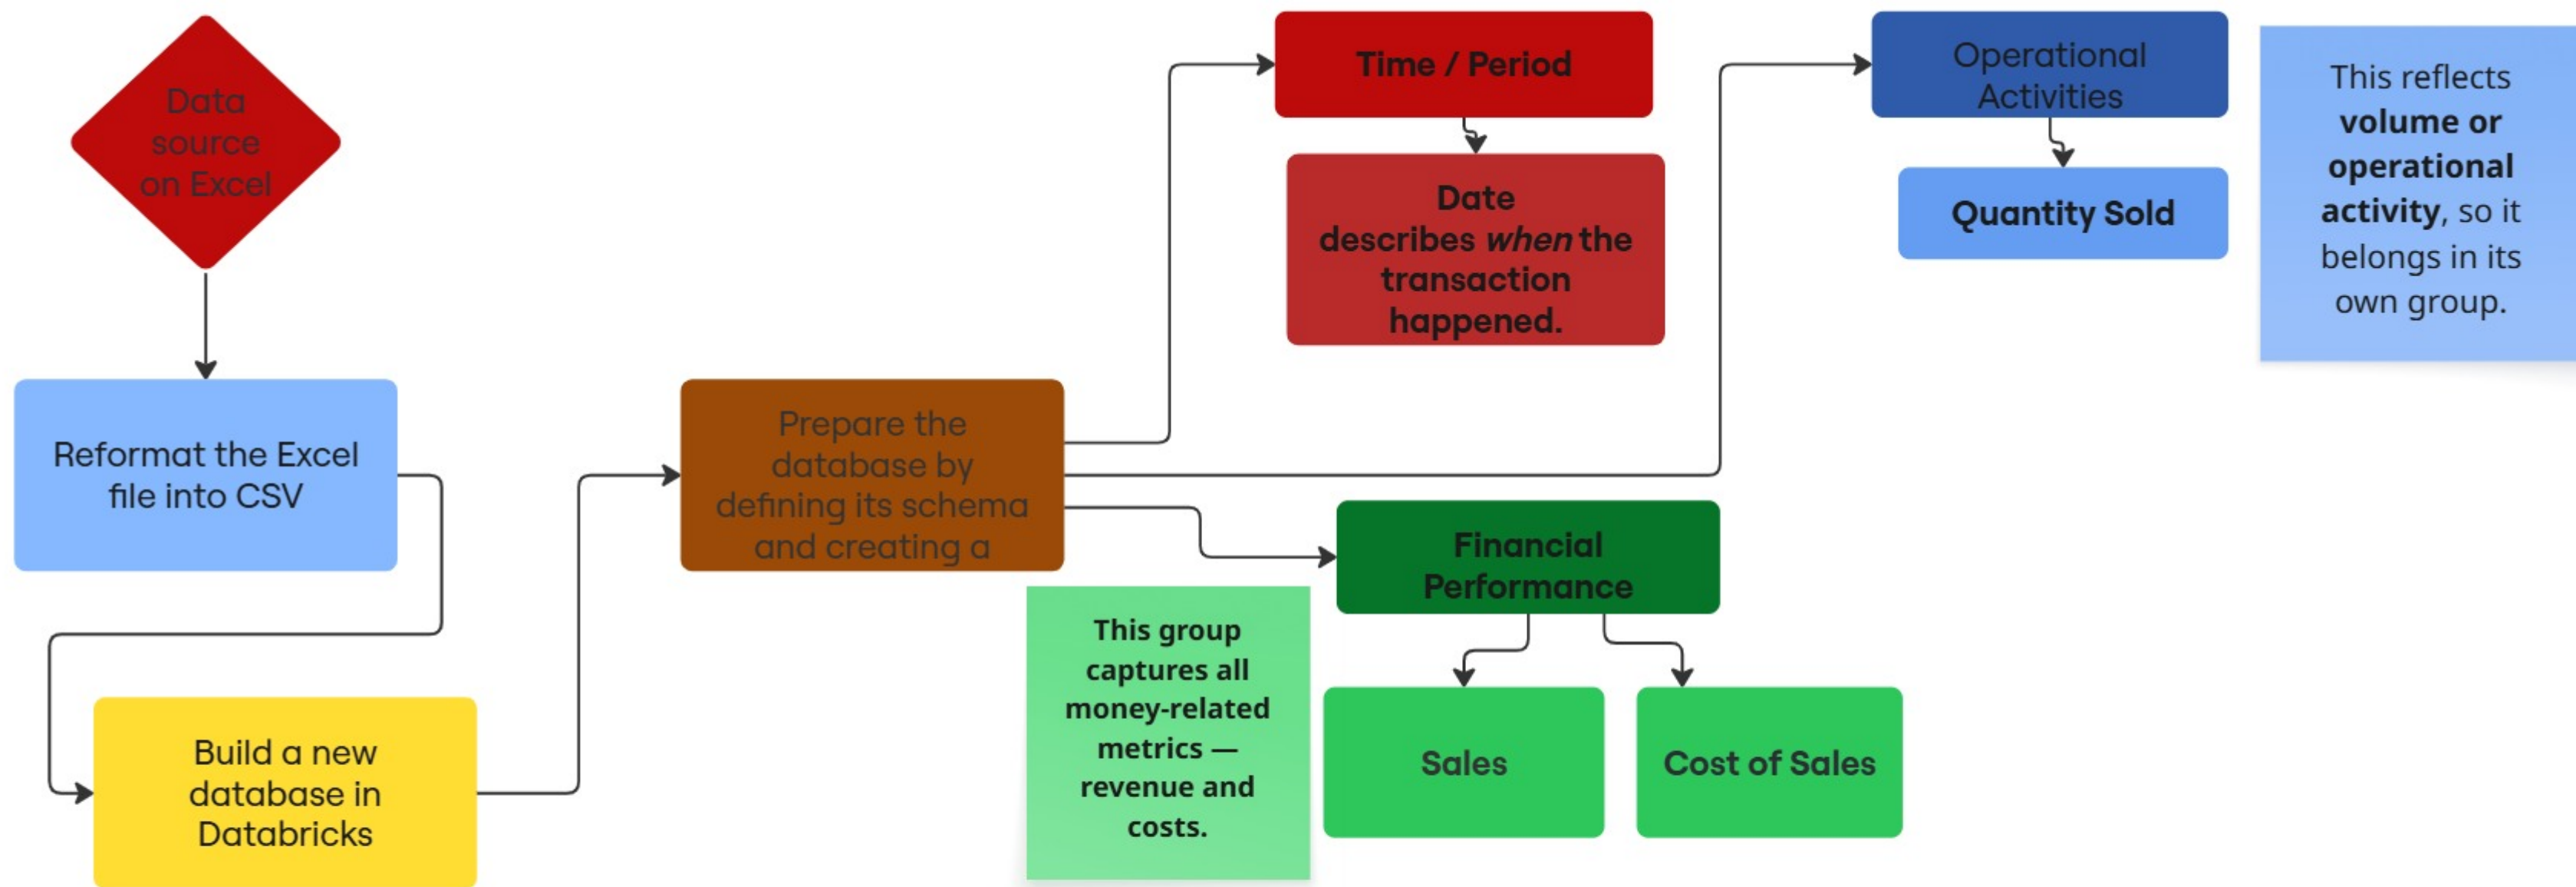 Data
source
on Excel
Reformat the Excel
file into CSV
Build a new
database in
Databricks
Prepare the
database by
defining its schema
and creating a
Time / Period
Date
describes when the
transaction
happened.
Operational
Activities
Quantity Sold
This reflects
volume or
operational
activity, so it
belongs in its
own group.
Financial
Performance
This group
captures all
money-related
metrics —
revenue and
costs.
Sales
Cost of Sales